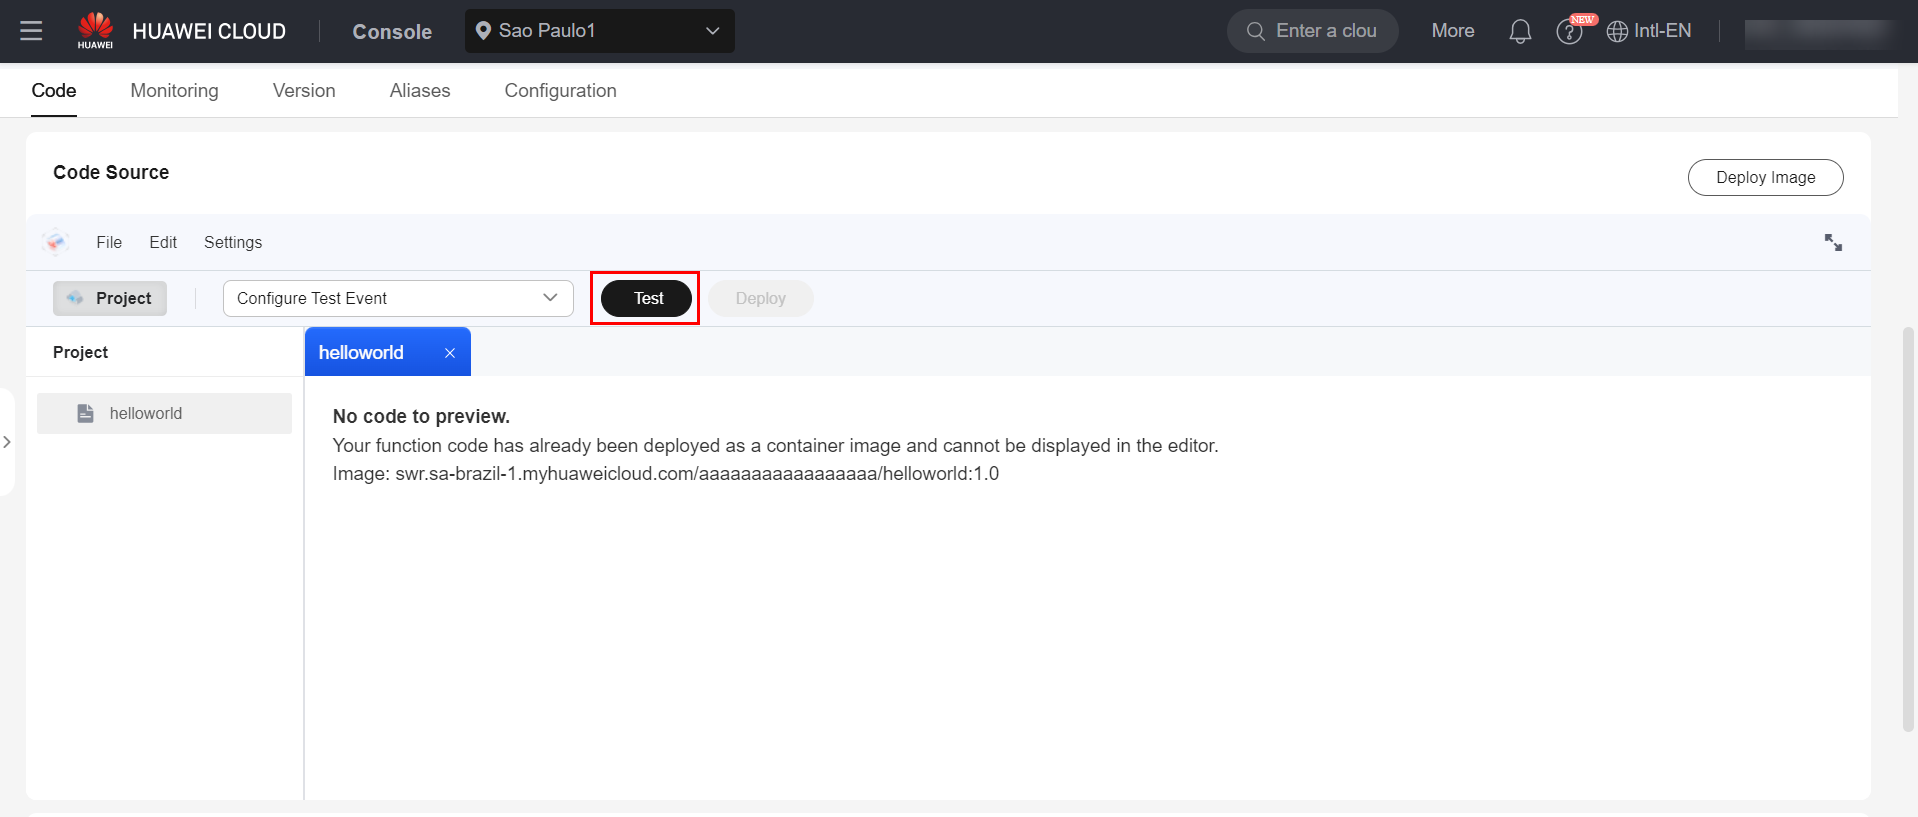 HUAWEI
HUAWEI CLOUD
Console
Sao Paulo1
Enter a clou
More
NEW
Intl-EN
Code
Monitoring
Version
Aliases
Configuration
Code Source
Deploy Image
File
Edit
Settings
Project
Configure Test Event
Test
Deploy
Project
helloworld
helloworld
No code to preview.
Your function code has already been deployed as a container image and cannot be displayed in the editor.
Image: swr.sa-brazil-1.myhuaweicloud.com/aaaaaaaaaaaaaaaaa/helloworld:1.0